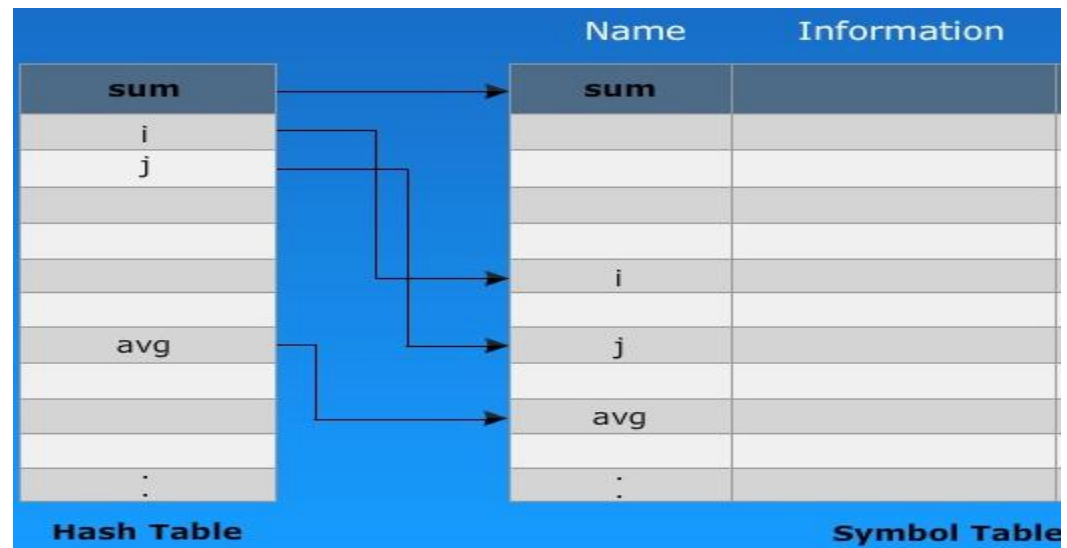 Name Information
sum sum
i
j
i
avg j
avg
: :
Hash Table Symbol Table